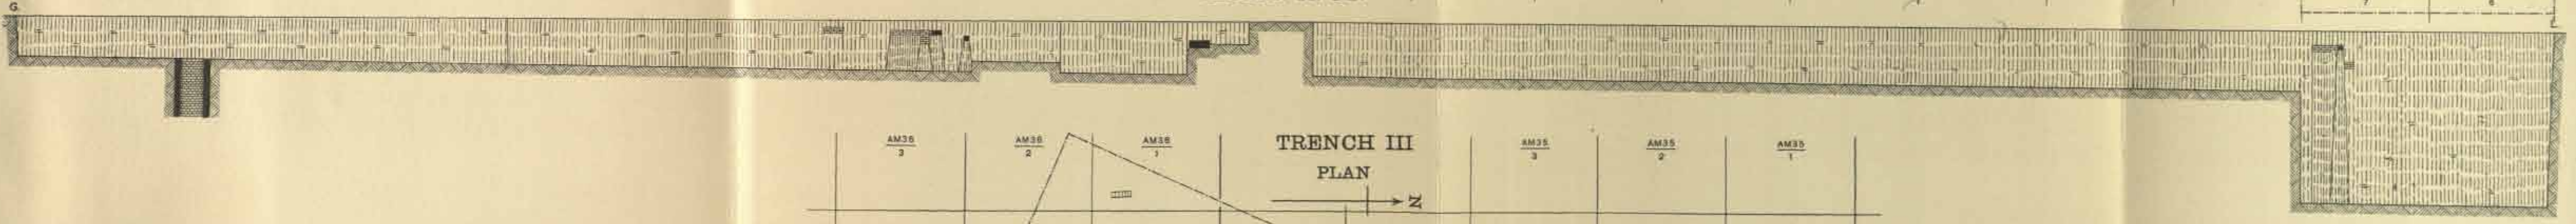 G.
AM36 3
AM36 2
AM36 1
TRENCH III
PLAN
N
AM35 3
AM35 2
AM35 1